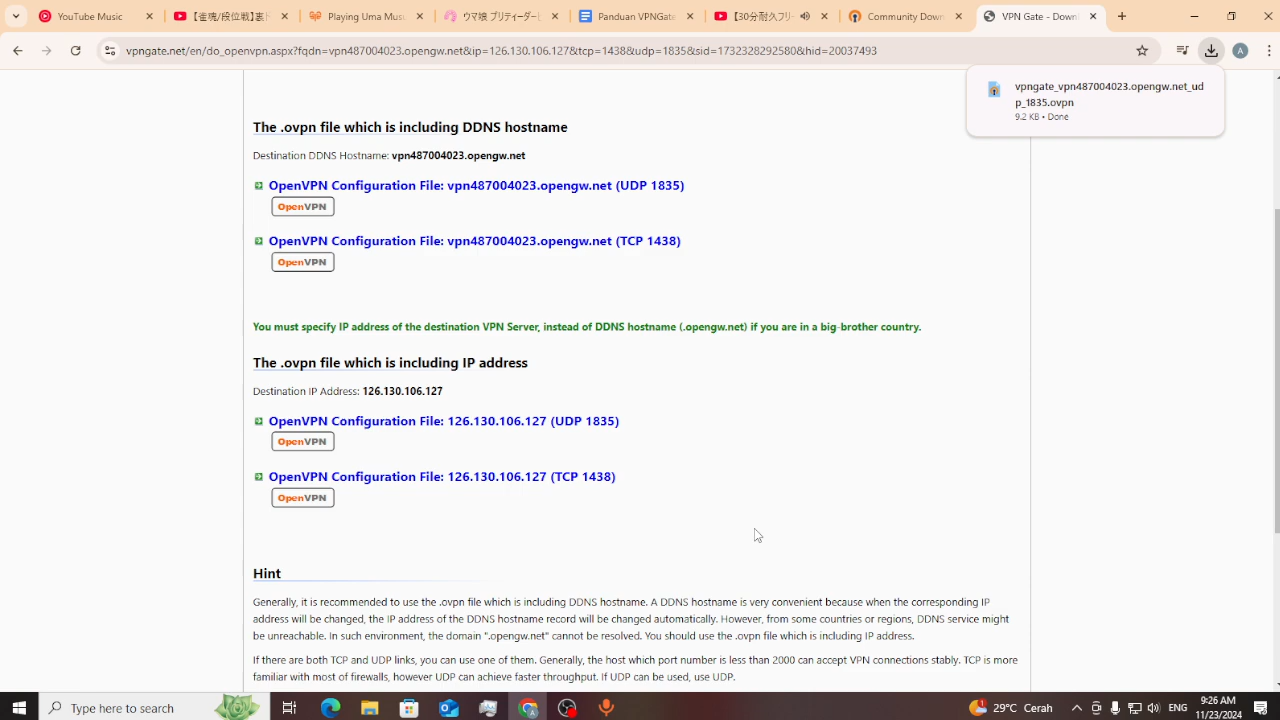 YouTube Music
【雀魂/段位戦】裏ド
Playing Uma Mus
ウマ娘 プリティーダーヒ
Panduan VPNGate
【30分耐久フリ
Community Down
VPN Gate - Downl
vpngate.net/en/do_openvpn.aspx?fqdn=vpn487004023.opengw.net&ip=126.130.106.127&tcp=1438&udp=1835&sid=1732328292580&hid=20037493
A
vpngate_vpn487004023.opengw.net_ud
p_1835.ovpn
9.2 KB • Done
The .ovpn file which is including DDNS hostname
Destination DDNS Hostname: vpn487004023.opengw.net
OpenVPN Configuration File: vpn487004023.opengw.net (UDP 1835)
OpenVPN
OpenVPN Configuration File: vpn487004023.opengw.net (TCP 1438)
OpenVPN
You must specify IP address of the destination VPN Server, instead of DDNS hostname (.opengw.net) if you are in a big-brother country.
The .ovpn file which is including IP address
Destination IP Address: 126.130.106.127
OpenVPN Configuration File: 126.130.106.127 (UDP 1835)
OpenVPN
OpenVPN Configuration File: 126.130.106.127 (TCP 1438)
OpenVPN
Hint
Generally, it is recommended to use the .ovpn file which is including DDNS hostname. A DDNS hostname is very convenient because when the corresponding IP
address will be changed, the IP address of the DDNS hostname record will be changed automatically. However, from some countries or regions, DDNS service might
be unreachable. In such environment, the domain ".opengw.net" cannot be resolved. You should use the .ovpn file which is including IP address.
If there are both TCP and UDP links, you can use one of them. Generally, the host which port number is less than 2000 can accept VPN connections stably. TCP is more
familiar with most of firewalls, however UDP can achieve faster throughput. If UDP can be used, use UDP.
Type here to search
1
29°C Cerah
ENG
9:26 AM
11/23/2024